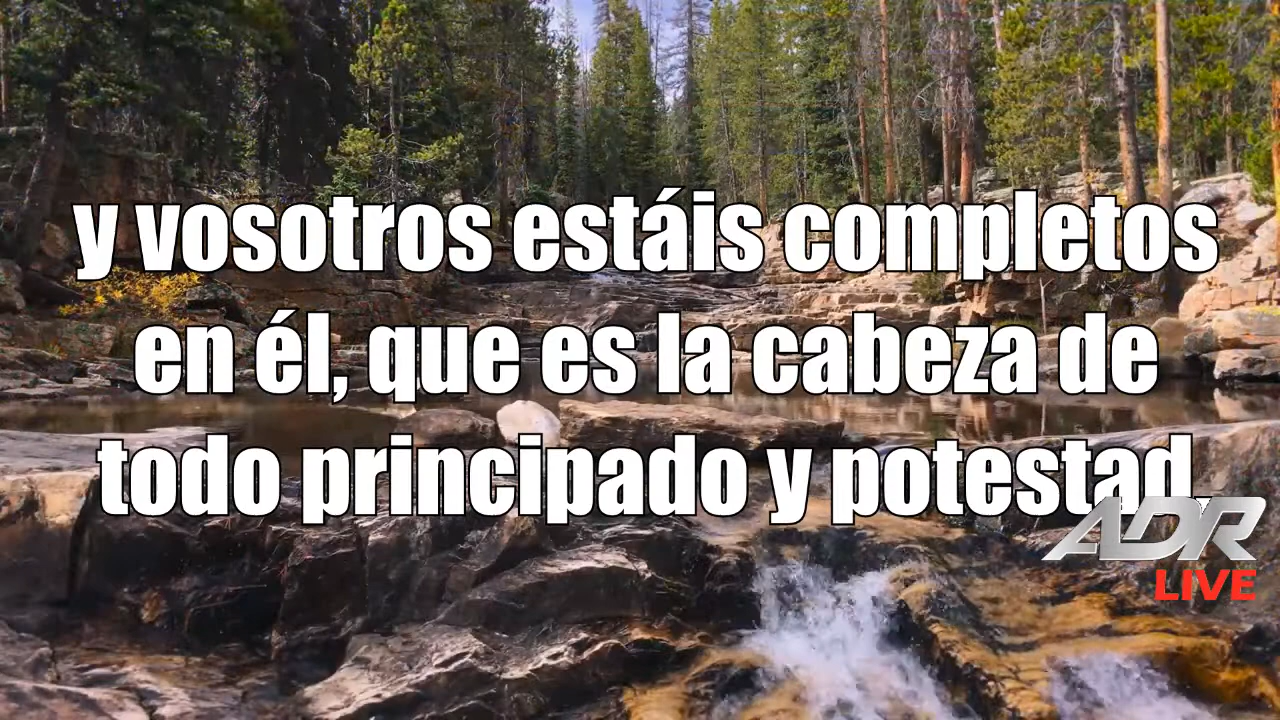 y vosotros estáis completos
en él, que es la cabeza de
todo principado y potestad.
ADR
LIVE